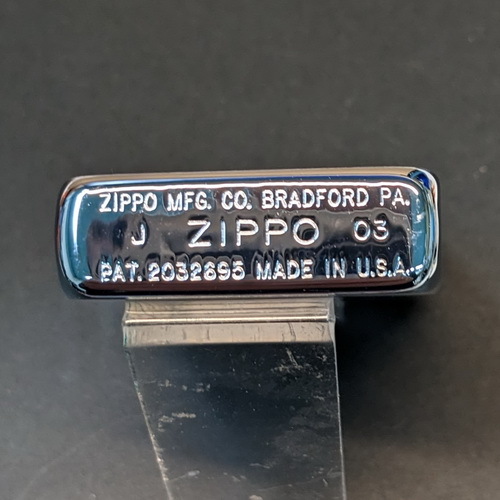 ZIPPO MFG. CO. BRADFORD PA.
J ZIPPO 03
PAT. 2032695 MADE IN U.S.A.